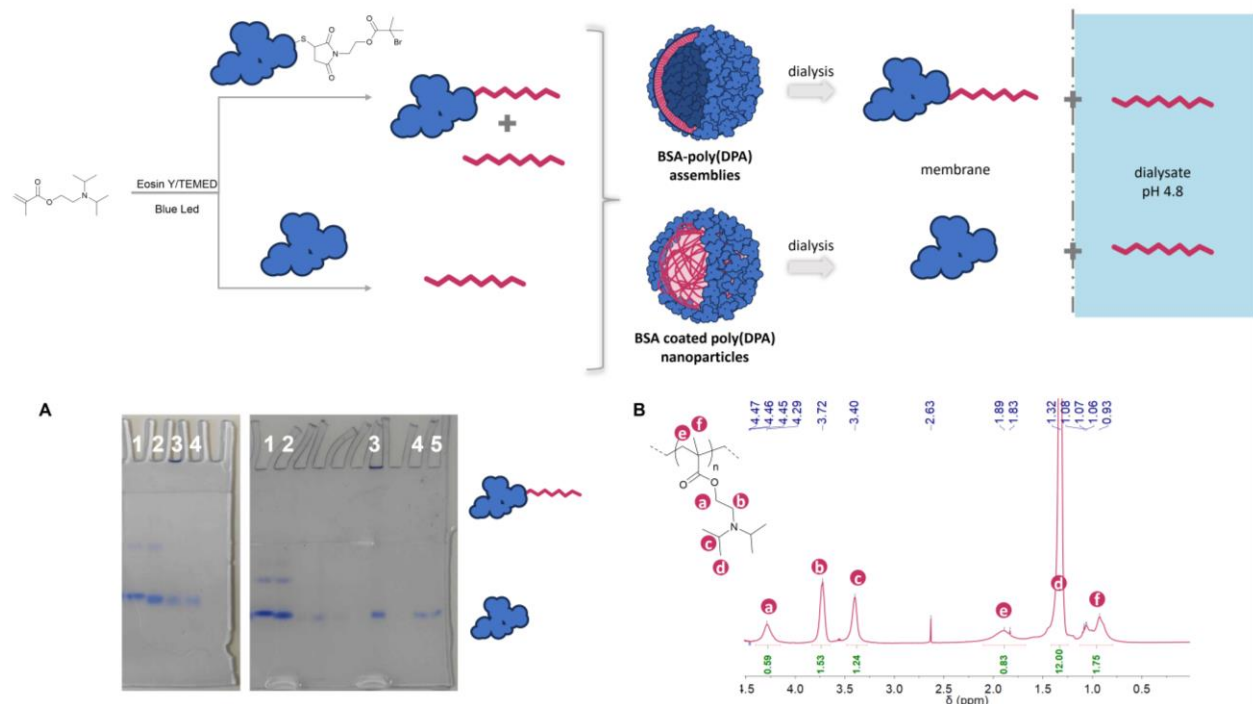 S
O
O
N
O
O
Br
O
O
N
Eosin Y/TEMED
Blue Led
BSA-poly(DPA)
assemblies
BSA coated poly(DPA)
nanoparticles
dialysis
dialysis
membrane
dialysate
pH 4.8
A
1 2 3 4
1 2 3 4 5
B
4.47
4.46
4.45
4.29
3.72
3.40
2.63
1.89
1.83
1.32
1.08
1.07
1.06
0.93
e f
n
O
O
a b
N
c
d
a b c e d f
0.59
1.53
1.24
0.83
12.00
1.75
4.5 4.0 3.5 3.0 2.5 2.0 1.5 1.0 0.5
δ (ppm)